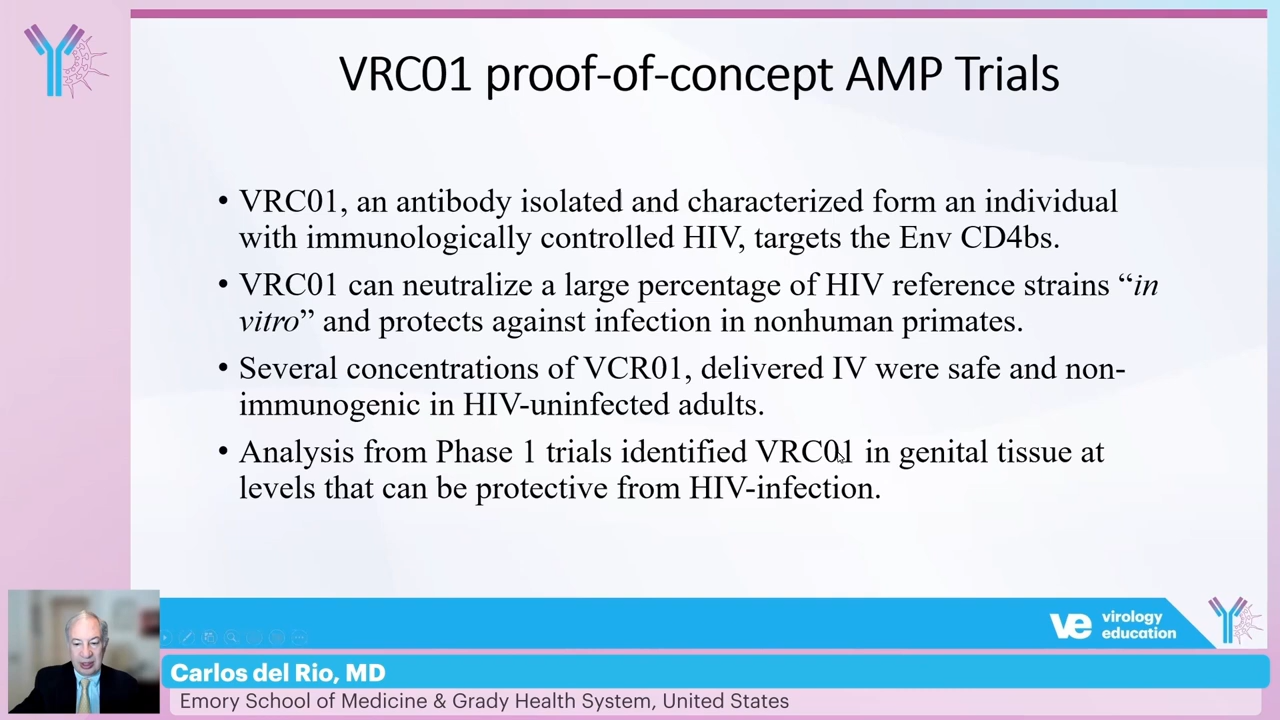 VRC01 proof-of-concept AMP Trials
• VRC01, an antibody isolated and characterized form an individual
with immunologically controlled HIV, targets the Env CD4bs.
• VRC01 can neutralize a large percentage of HIV reference strains “in
vitro” and protects against infection in nonhuman primates.
• Several concentrations of VCR01, delivered IV were safe and non-
immunogenic in HIV-uninfected adults.
• Analysis from Phase 1 trials identified VRC01 in genital tissue at
levels that can be protective from HIV-infection.
ve virology
education
Carlos del Rio, MD
Emory School of Medicine & Grady Health System, United States